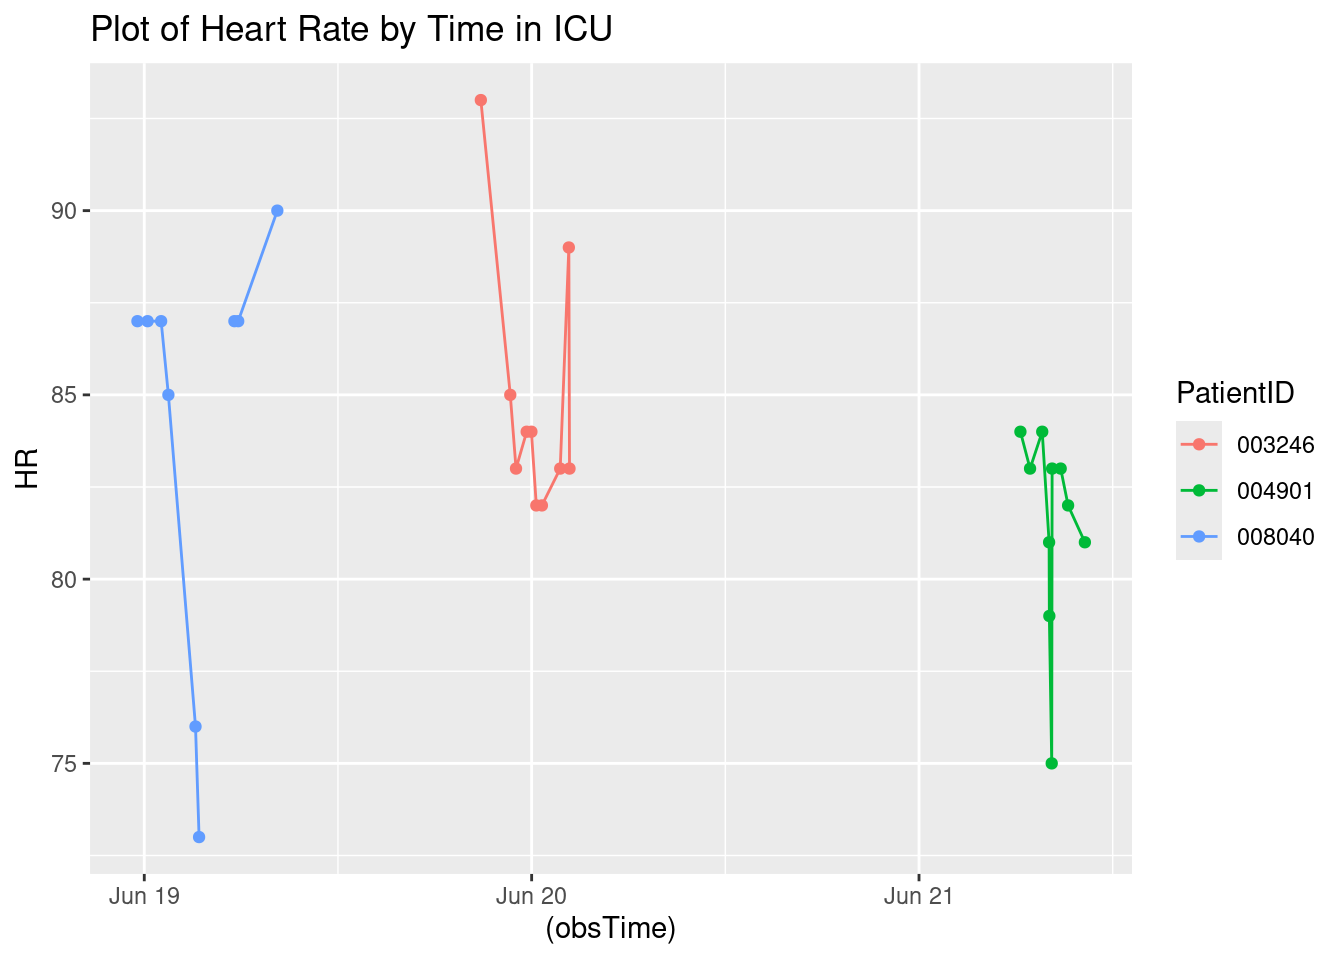 Plot of Heart Rate by Time in ICU
90
85
80
75
HR
Jun 19
Jun 20
Jun 21
(obsTime)
PatientID
003246
004901
008040